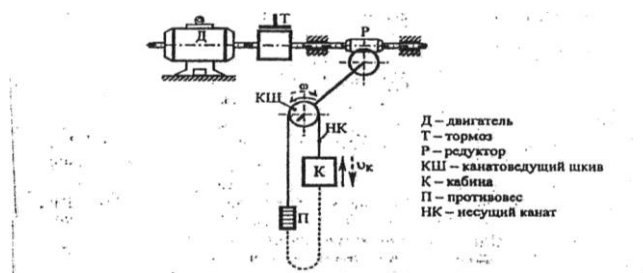 Т
Р
Д
ω
КШ
НК
К
υк
П
Д – двигатель
Т – тормоз
Р – редуктор
КШ – канатоведущий шкив
К – кабина
П – противовес
НК – несущий канат